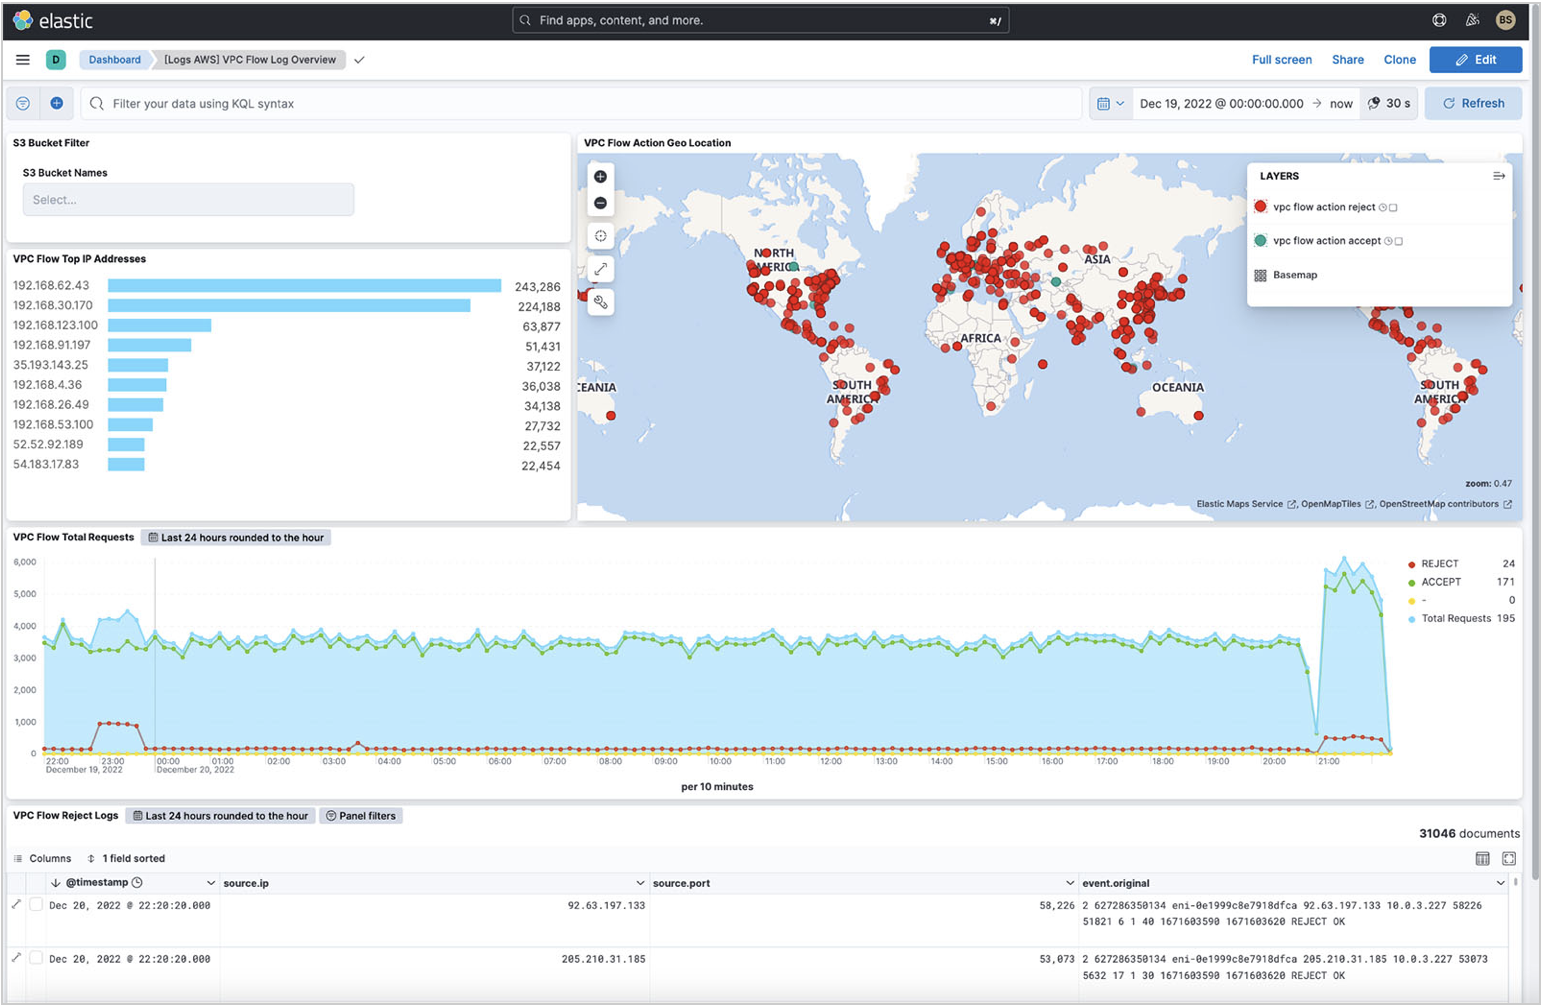 elastic
Find apps, content, and more.
⌘/
BS
D
Dashboard
[Logs AWS] VPC Flow Log Overview
Full screen
Share
Clone
Edit
Filter your data using KQL syntax
Dec 19, 2022 @ 00:00:00.000 → now
30 s
Refresh
S3 Bucket Filter
S3 Bucket Names
Select...
VPC Flow Top IP Addresses
192.168.62.43 243,286
192.168.30.170 224,188
192.168.123.100 63,877
192.168.91.197 51,431
35.193.143.25 37,122
192.168.4.36 36,038
192.168.26.49 34,138
192.168.53.100 27,732
52.52.92.189 22,557
54.183.17.83 22,454
VPC Flow Action Geo Location
LAYERS
vpc flow action reject
vpc flow action accept
Basemap
NORTH
AMERICA
ASIA
AFRICA
CEANIA
SOUTH
AMERICA
OCEANIA
SOUTH
AMERICA
zoom: 0.47
Elastic Maps Service , OpenMapTiles , OpenStreetMap contributors
VPC Flow Total Requests
Last 24 hours rounded to the hour
6,000
5,000
4,000
3,000
2,000
1,000
0
22:00 23:00 00:00 01:00 02:00 03:00 04:00 05:00 06:00 07:00 08:00 09:00 10:00 11:00 12:00 13:00 14:00 15:00 16:00 17:00 18:00 19:00 20:00 21:00
December 19, 2022 December 20, 2022
per 10 minutes
REJECT 24
ACCEPT 171
- 0
Total Requests 195
VPC Flow Reject Logs
Last 24 hours rounded to the hour
Panel filters
31046 documents
Columns
1 field sorted
@timestamp source.ip source.port event.original
Dec 20, 2022 @ 22:20:20.000 92.63.197.133 58,226 2 627286350134 eni-0e1999c8e7918dfca 92.63.197.133 10.0.3.227 58226
51821 6 1 40 1671603590 1671603620 REJECT OK
Dec 20, 2022 @ 22:20:20.000 205.210.31.185 53,073 2 627286350134 eni-0e1999c8e7918dfca 205.210.31.185 10.0.3.227 53073
5632 17 1 30 1671603590 1671603620 REJECT OK